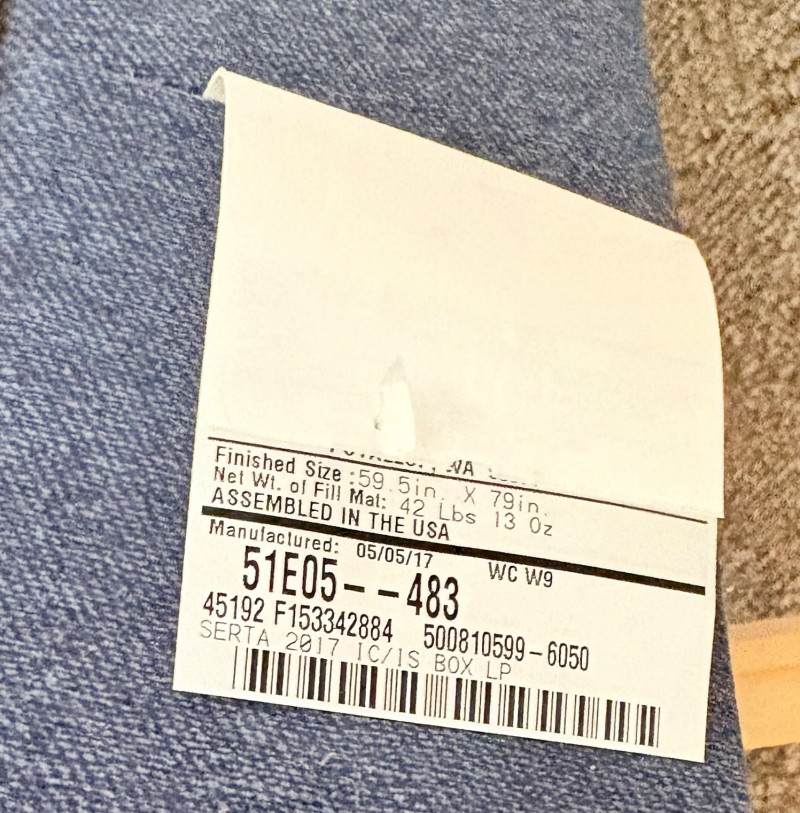 WA
Finished Size :59.5in. X 79in.
Net Wt. of Fill Mat: 42 Lbs 13 Oz
ASSEMBLED IN THE USA
Manufactured: 05/05/17 WC W9
51E05--483
45192 F153342884 500810599-6050
SERTA 2017 IC/IS BOX LP